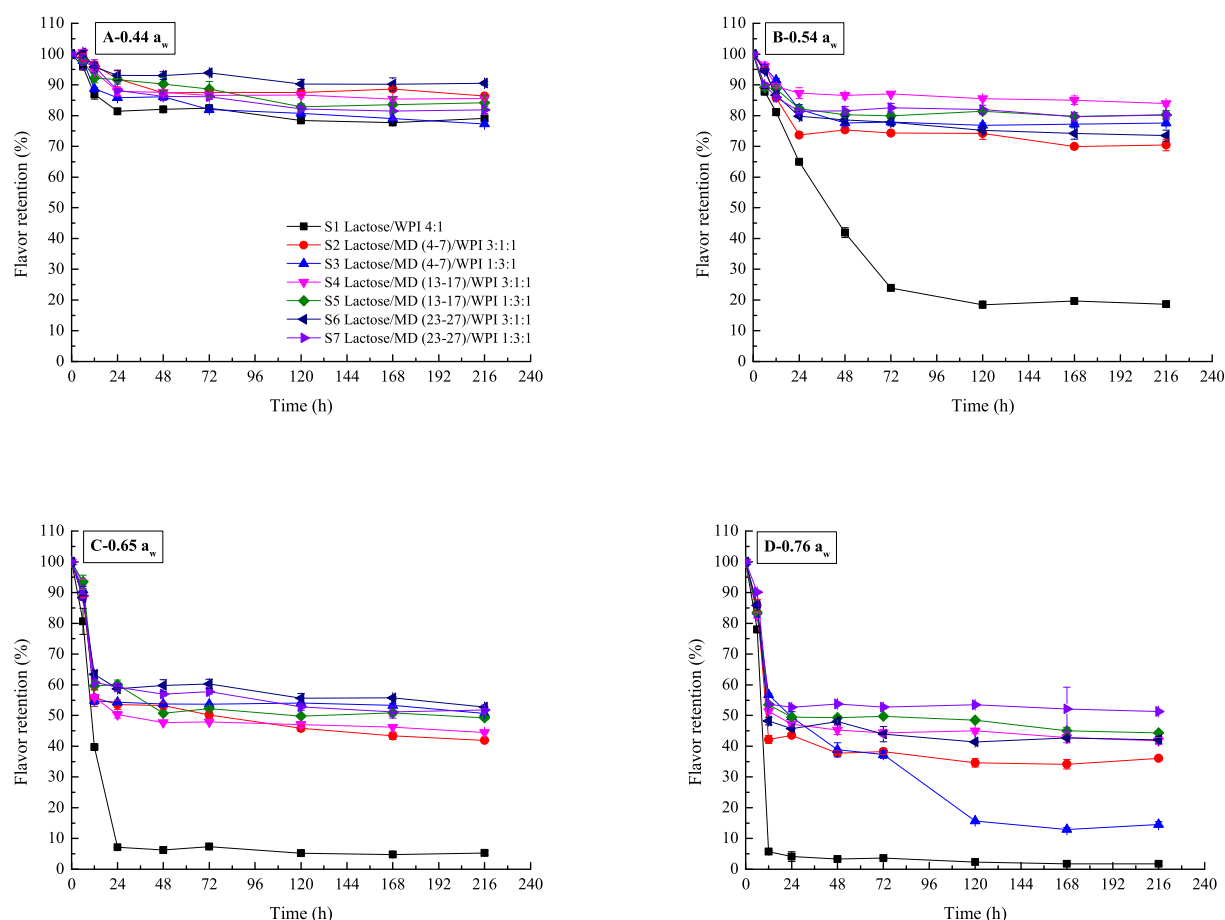 A-0.44 aw
110
100
90
80
70
60
50
40
30
20
10
0
Flavor retention (%)
S1 Lactose/WPI 4:1
S2 Lactose/MD (4-7)/WPI 3:1:1
S3 Lactose/MD (4-7)/WPI 1:3:1
S4 Lactose/MD (13-17)/WPI 3:1:1
S5 Lactose/MD (13-17)/WPI 1:3:1
S6 Lactose/MD (23-27)/WPI 3:1:1
S7 Lactose/MD (23-27)/WPI 1:3:1
0 24 48 72 96 120 144 168 192 216 240
Time (h)
B-0.54 aw
110
100
90
80
70
60
50
40
30
20
10
0
Flavor retention (%)
0 24 48 72 96 120 144 168 192 216 240
Time (h)
C-0.65 aw
110
100
90
80
70
60
50
40
30
20
10
0
Flavor retention (%)
0 24 48 72 96 120 144 168 192 216 240
Time (h)
D-0.76 aw
110
100
90
80
70
60
50
40
30
20
10
0
Flavor retention (%)
0 24 48 72 96 120 144 168 192 216 240
Time (h)